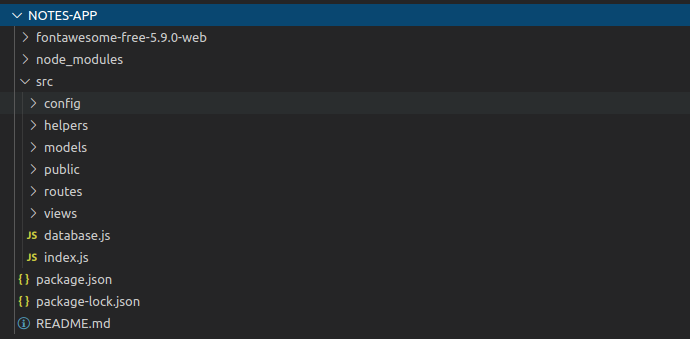 NOTES-APP
fontawesome-free-5.9.0-web
node_modules
src
config
helpers
models
public
routes
views
JS database.js
JS index.js
{ } package.json
{ } package-lock.json
README.md